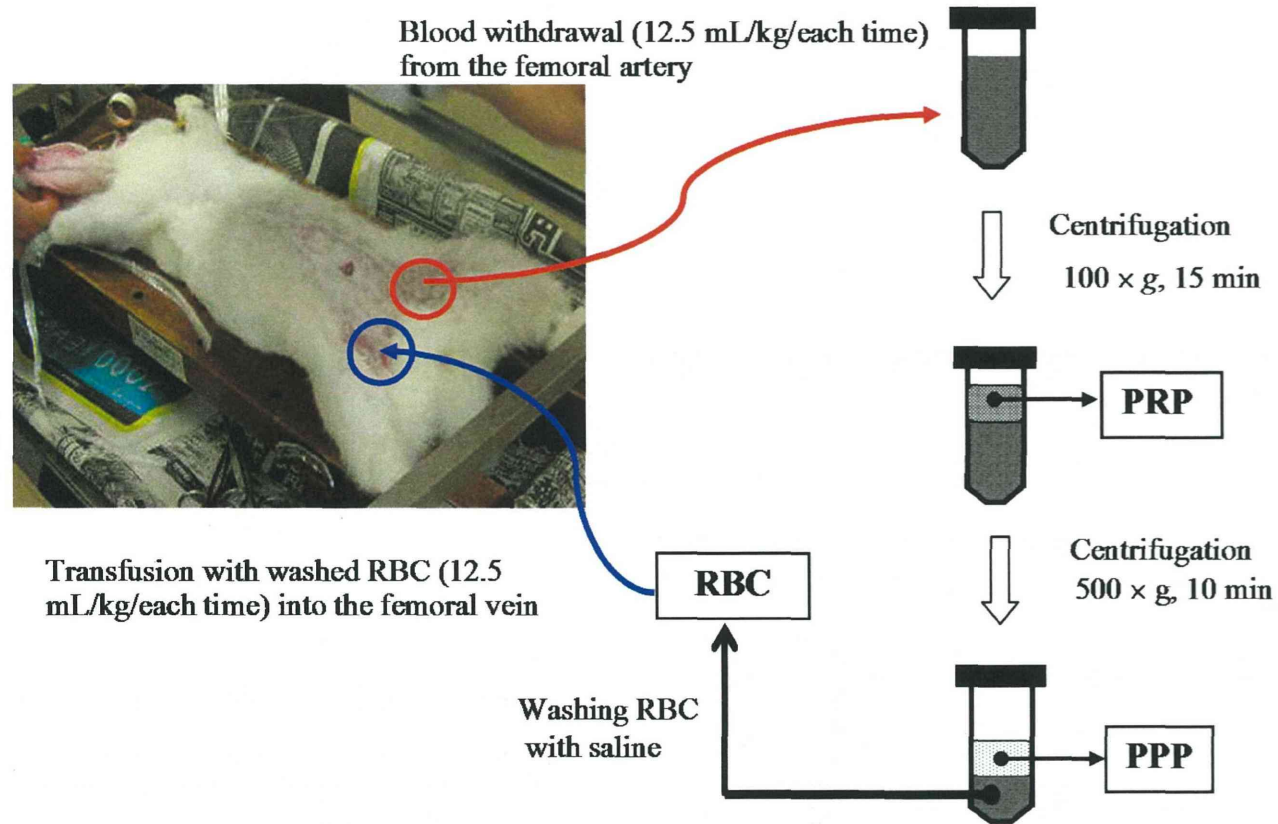 Blood withdrawal (12.5 mL/kg/each time)
from the femoral artery
Centrifugation
100 × g, 15 min
PRP
Centrifugation
500 × g, 10 min
Transfusion with washed RBC (12.5
mL/kg/each time) into the femoral vein
RBC
Washing RBC
with saline
PPP